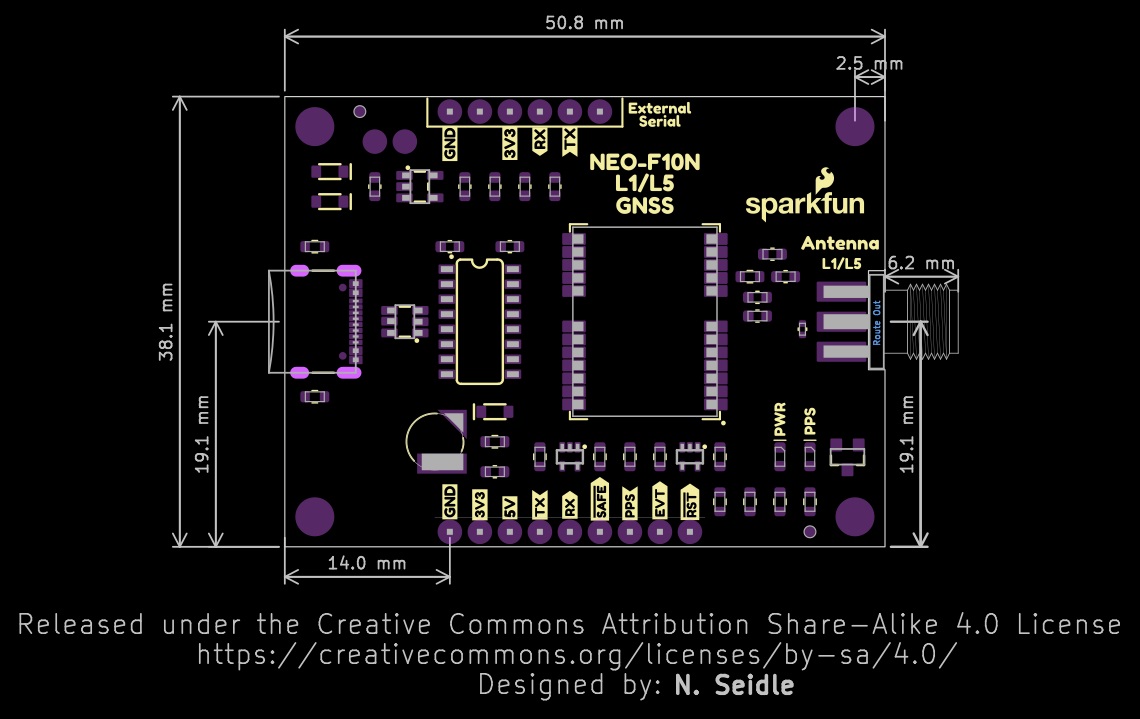 50.8 mm
2.5 mm
External
Serial
GND
3V3
RX
TX
NEO-F10N
L1/L5
GNSS
sparkfun
Antenna
L1/L5
6.2 mm
Route Out
38.1 mm
19.1 mm
19.1 mm
PWR
PPS
GND
3V3
5V
TX
RX
SAFE
PPS
EVT
RST
14.0 mm
Released under the Creative Commons Attribution Share-Alike 4.0 License
https://creativecommons.org/licenses/by-sa/4.0/
Designed by: N. Seidle